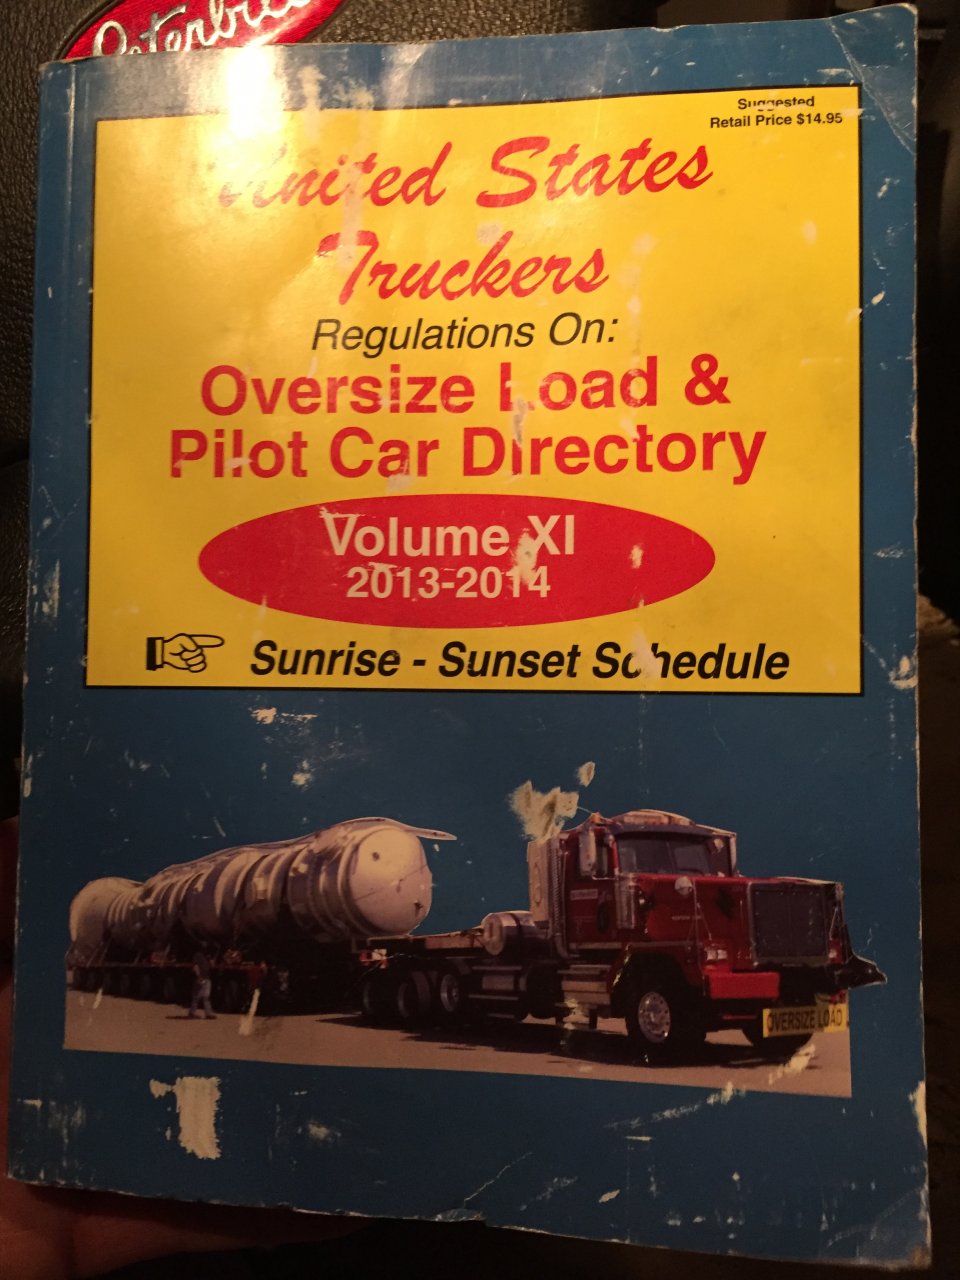 Peterbilt
Suggested
Retail Price $14.95
United States
Truckers
Regulations On:
Oversize Load &
Pilot Car Directory
Volume XI
2013-2014
Sunrise - Sunset Schedule
OVERSIZE LOAD